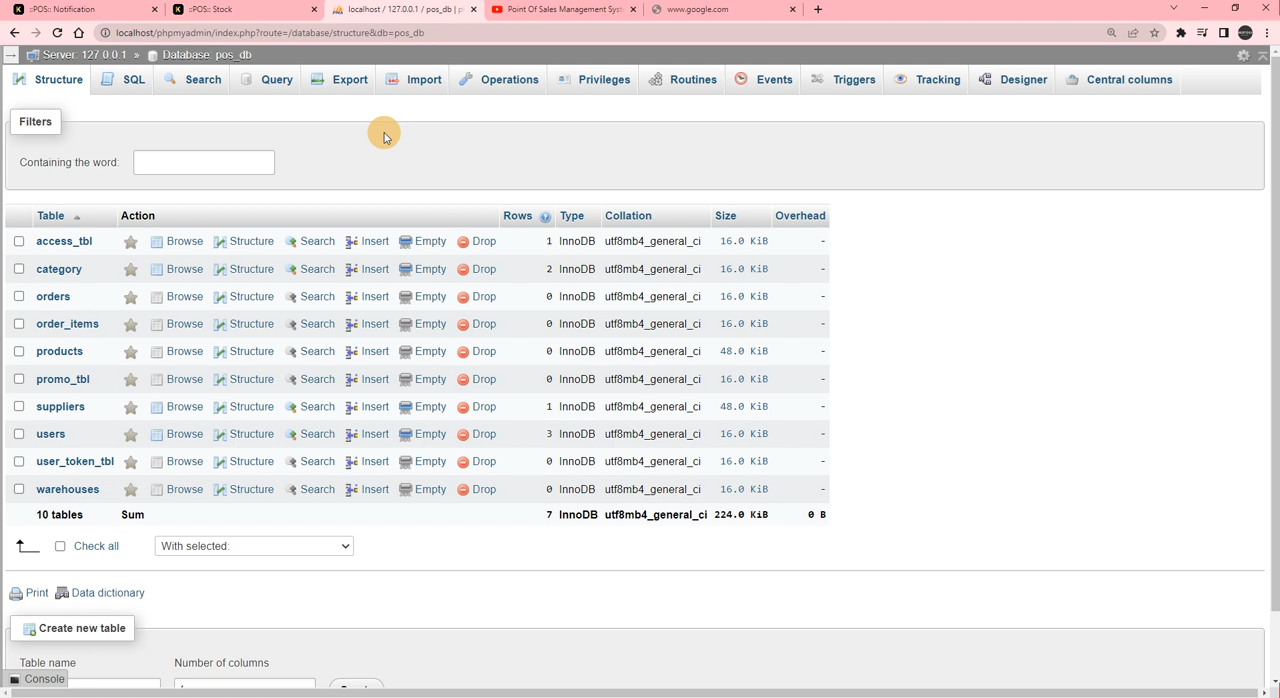 ::POS:: Notification
::POS:: Stock
localhost / 127.0.0.1 / pos_db | p
Point Of Sales Management Sys
www.google.com
localhost/phpmyadmin/index.php?route=/database/structure&db=pos_db
Server: 127.0.0.1 » Database: pos_db
Structure SQL Search Query Export Import Operations Privileges Routines Events Triggers Tracking Designer Central columns
Filters
Containing the word:
Table Action Rows Type Collation Size Overhead
access_tbl Browse Structure Search Insert Empty Drop 1 InnoDB utf8mb4_general_ci 16.0 KiB -
category Browse Structure Search Insert Empty Drop 2 InnoDB utf8mb4_general_ci 16.0 KiB -
orders Browse Structure Search Insert Empty Drop 0 InnoDB utf8mb4_general_ci 16.0 KiB -
order_items Browse Structure Search Insert Empty Drop 0 InnoDB utf8mb4_general_ci 16.0 KiB -
products Browse Structure Search Insert Empty Drop 0 InnoDB utf8mb4_general_ci 48.0 KiB -
promo_tbl Browse Structure Search Insert Empty Drop 0 InnoDB utf8mb4_general_ci 16.0 KiB -
suppliers Browse Structure Search Insert Empty Drop 1 InnoDB utf8mb4_general_ci 48.0 KiB -
users Browse Structure Search Insert Empty Drop 3 InnoDB utf8mb4_general_ci 16.0 KiB -
user_token_tbl Browse Structure Search Insert Empty Drop 0 InnoDB utf8mb4_general_ci 16.0 KiB -
warehouses Browse Structure Search Insert Empty Drop 0 InnoDB utf8mb4_general_ci 16.0 KiB -
10 tables Sum 7 InnoDB utf8mb4_general_ci 224.0 KiB 0 B
Check all With selected:
Print Data dictionary
Create new table
Table name Number of columns
Console